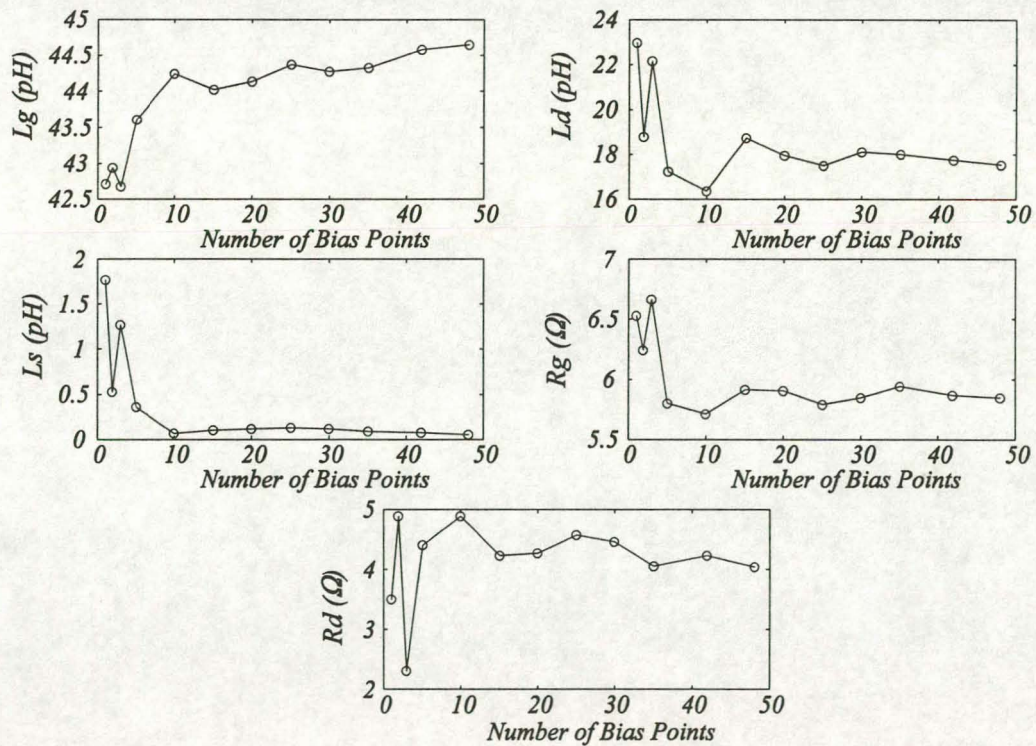 45
44.5
44
43.5
43
42.5
Lg (pH)
0 10 20 30 40 50
Number of Bias Points
24
22
20
18
16
Ld (pH)
0 10 20 30 40 50
Number of Bias Points
2
1.5
1
0.5
0
Ls (pH)
0 10 20 30 40 50
Number of Bias Points
7
6.5
6
5.5
Rg (Ω)
0 10 20 30 40 50
Number of Bias Points
5
4
3
2
Rd (Ω)
0 10 20 30 40 50
Number of Bias Points